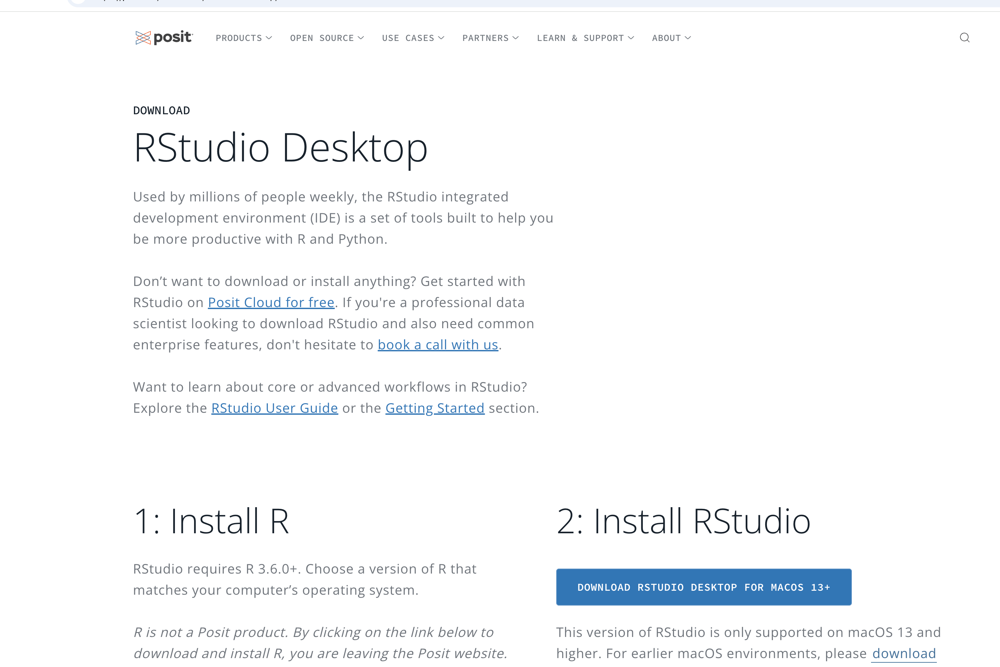 posit
PRODUCTS
OPEN SOURCE
USE CASES
PARTNERS
LEARN & SUPPORT
ABOUT
DOWNLOAD
RStudio Desktop
Used by millions of people weekly, the RStudio integrated
development environment (IDE) is a set of tools built to help you
be more productive with R and Python.
Don’t want to download or install anything? Get started with
RStudio on Posit Cloud for free. If you're a professional data
scientist looking to download RStudio and also need common
enterprise features, don't hesitate to book a call with us.
Want to learn about core or advanced workflows in RStudio?
Explore the RStudio User Guide or the Getting Started section.
1: Install R
RStudio requires R 3.6.0+. Choose a version of R that
matches your computer’s operating system.
R is not a Posit product. By clicking on the link below to
download and install R, you are leaving the Posit website.
2: Install RStudio
DOWNLOAD RSTUDIO DESKTOP FOR MACOS 13+
This version of RStudio is only supported on macOS 13 and
higher. For earlier macOS environments, please download